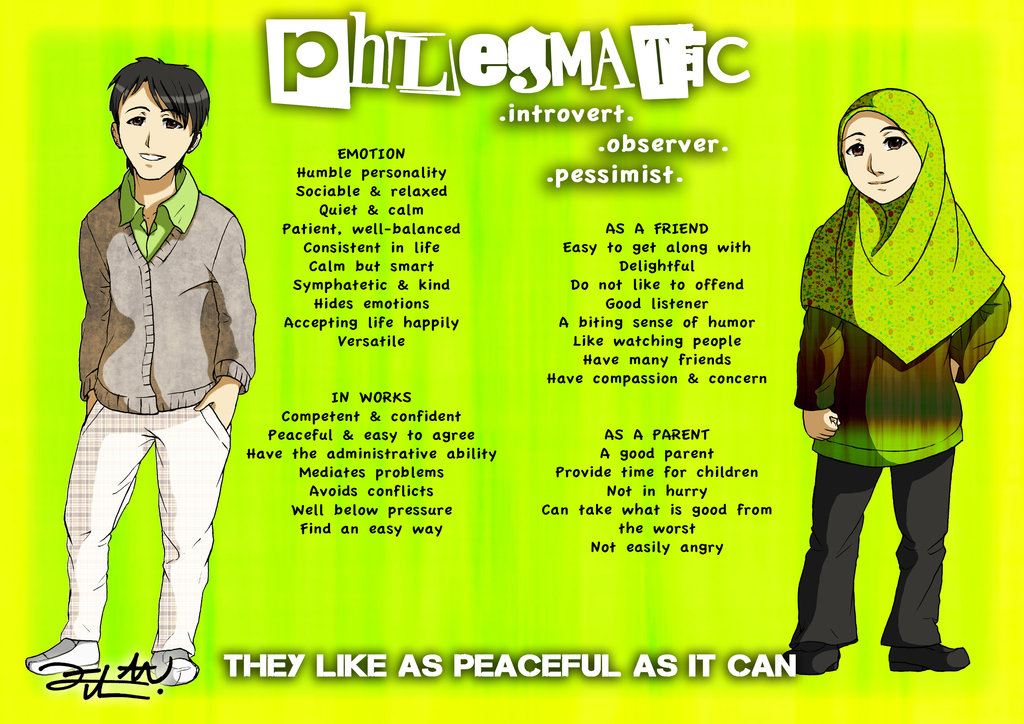 PhLegMATiC
.introvert.
.observer.
.pessimist.
EMOTION
Humble personality
Sociable & relaxed
Quiet & calm
Patient, well-balanced
Consistent in life
Calm but smart
Symphatetic & kind
Hides emotions
Accepting life happily
Versatile
IN WORKS
Competent & confident
Peaceful & easy to agree
Have the administrative ability
Mediates problems
Avoids conflicts
Well below pressure
Find an easy way
AS A FRIEND
Easy to get along with
Delightful
Do not like to offend
Good listener
A biting sense of humor
Like watching people
Have many friends
Have compassion & concern
AS A PARENT
A good parent
Provide time for children
Not in hurry
Can take what is good from
the worst
Not easily angry
THEY LIKE AS PEACEFUL AS IT CAN